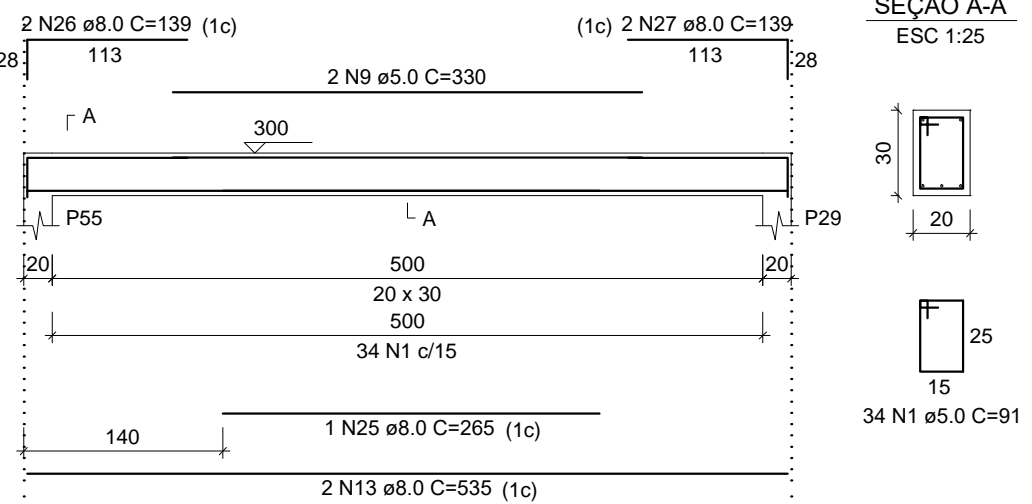 2 N26 ø8.0 C=139 (1c)
(1c) 2 N27 ø8.0 C=139
SEÇÃO A-A
ESC 1:25
28
113
113
28
2 N9 ø5.0 C=330
A
300
30
20
P55
A
P29
20
500
20
20 x 30
500
34 N1 c/15
25
15
34 N1 ø5.0 C=91
1 N25 ø8.0 C=265 (1c)
140
2 N13 ø8.0 C=535 (1c)